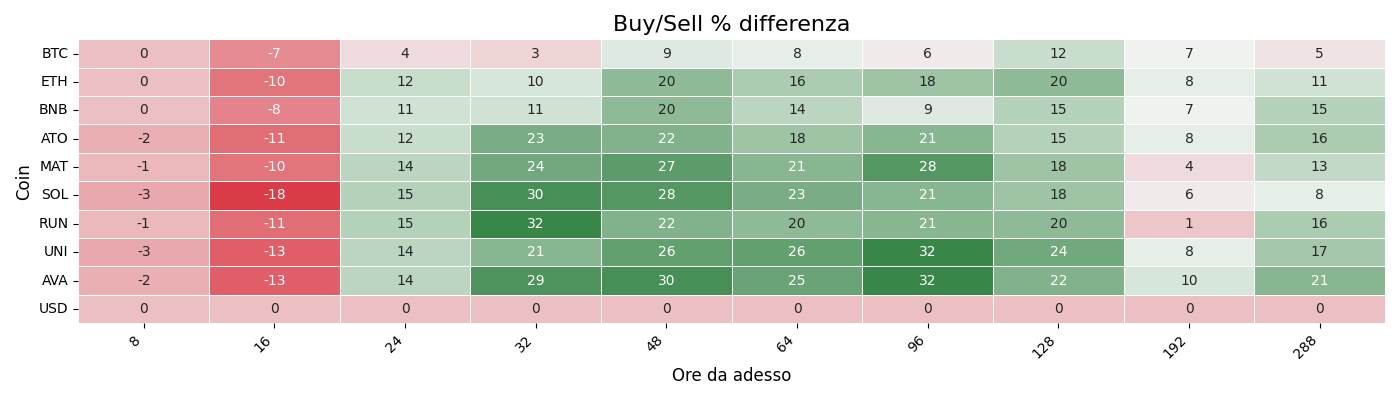 Buy/Sell % differenza
BTC 0 -7 4 3 9 8 6 12 7 5
ETH 0 -10 12 10 20 16 18 20 8 11
BNB 0 -8 11 11 20 14 9 15 7 15
ATO -2 -11 12 23 22 18 21 15 8 16
MAT -1 -10 14 24 27 21 28 18 4 13
SOL -3 -18 15 30 28 23 21 18 6 8
RUN -1 -11 15 32 22 20 21 20 1 16
UNI -3 -13 14 21 26 26 32 24 8 17
AVA -2 -13 14 29 30 25 32 22 10 21
USD 0 0 0 0 0 0 0 0 0 0
Coin
8 16 24 32 48 64 96 128 192 288
Ore da adesso